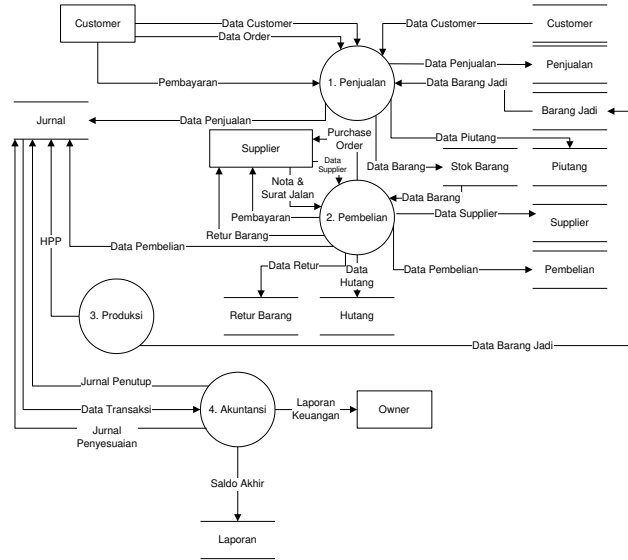 Customer
Data Customer
Data Order
Data Customer
Customer
Pembayaran
1. Penjualan
Data Penjualan
Penjualan
Data Barang Jadi
Barang Jadi
Jurnal
Data Penjualan
Purchase
Order
Data Piutang
Supplier
Data
Supplier
Data Barang
Stok Barang
Piutang
Nota &
Surat Jalan
Data Barang
Pembayaran
2. Pembelian
Data Supplier
Supplier
Retur Barang
HPP
Data Pembelian
Data Retur
Data
Hutang
Data Pembelian
Pembelian
3. Produksi
Retur Barang
Hutang
Data Barang Jadi
Jurnal Penutup
Data Transaksi
4. Akuntansi
Laporan
Keuangan
Owner
Jurnal
Penyesuaian
Saldo Akhir
Laporan